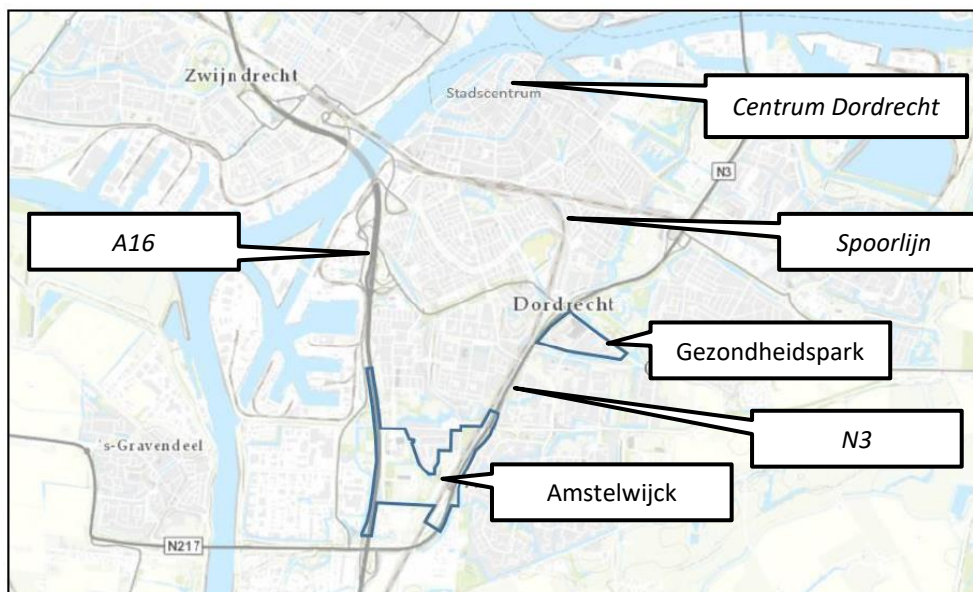 Zwijndrecht
Stadscentrum
Centrum Dordrecht
N3
A16
Spoorlijn
Dordrecht
Gezondheidspark
's-Gravendeel
N3
Amstelwijck
N217